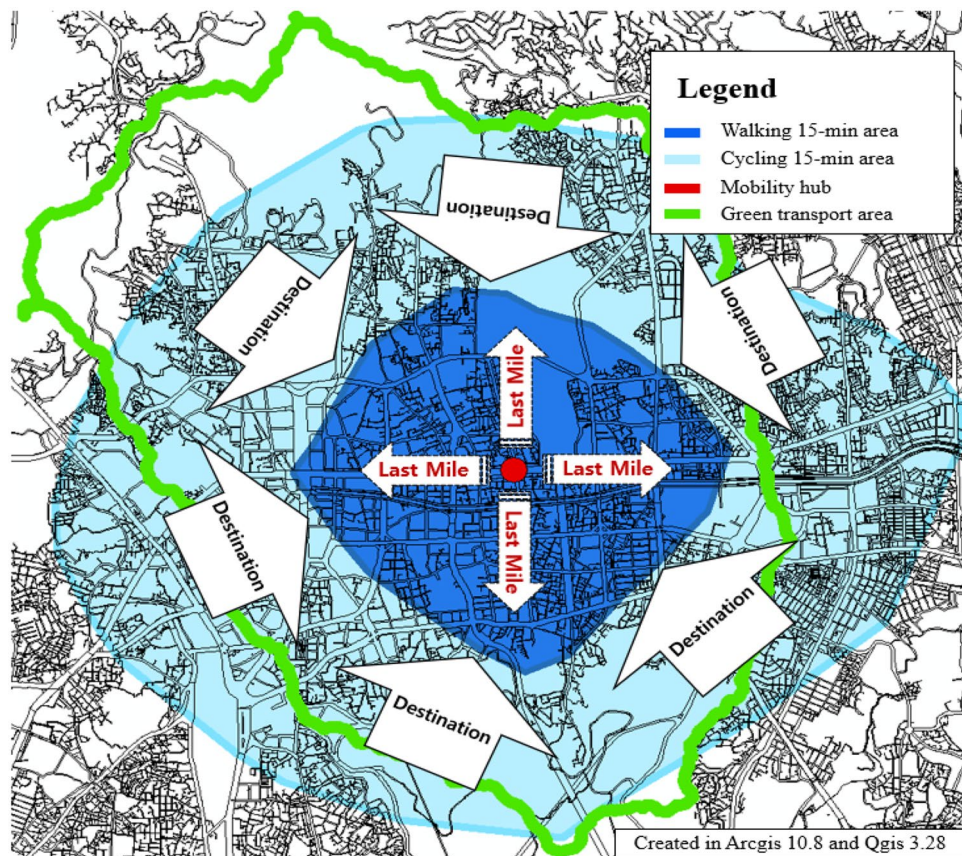 Legend
Walking 15-min area
Cycling 15-min area
Mobility hub
Green transport area
Destination
Destination
Destination
Last Mile
Last Mile
Last Mile
Last Mile
Destination
Destination
Destination
Created in Arcgis 10.8 and Qgis 3.28